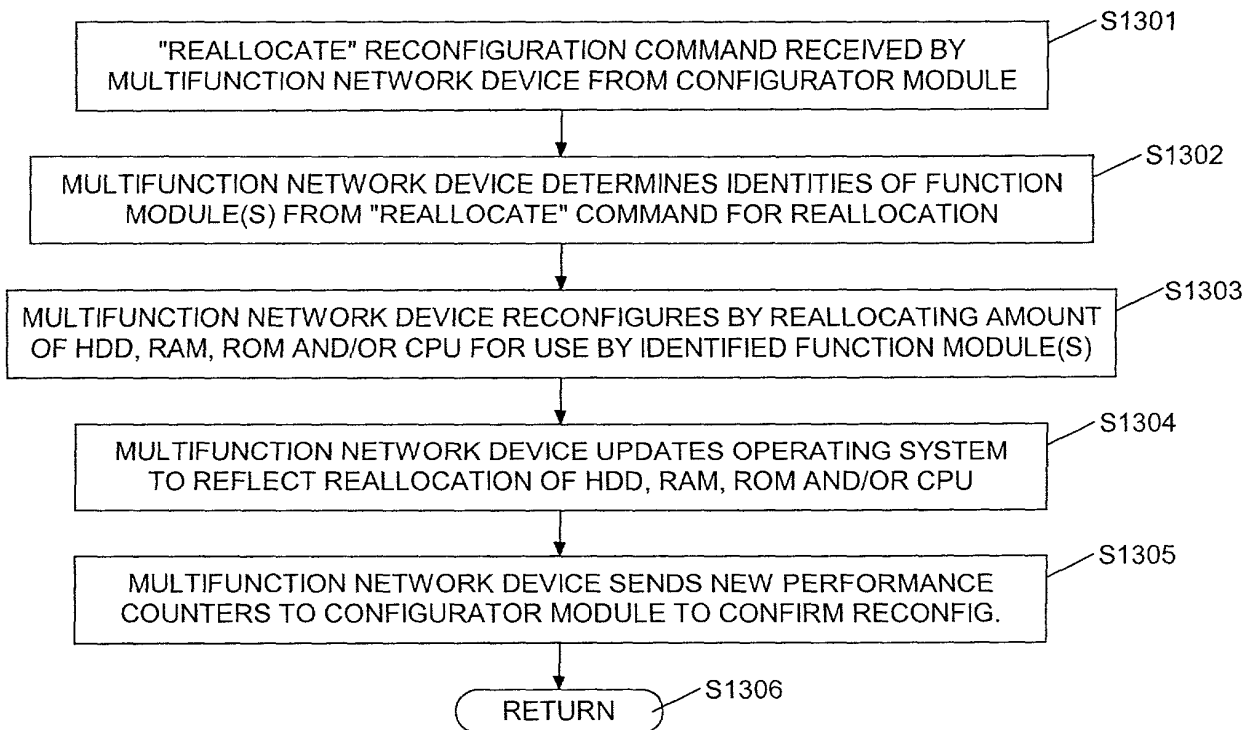 S1301
"REALLOCATE" RECONFIGURATION COMMAND RECEIVED BY
MULTIFUNCTION NETWORK DEVICE FROM CONFIGURATOR MODULE
S1302
MULTIFUNCTION NETWORK DEVICE DETERMINES IDENTITIES OF FUNCTION
MODULE(S) FROM "REALLOCATE" COMMAND FOR REALLOCATION
S1303
MULTIFUNCTION NETWORK DEVICE RECONFIGURES BY REALLOCATING AMOUNT
OF HDD, RAM, ROM AND/OR CPU FOR USE BY IDENTIFIED FUNCTION MODULE(S)
S1304
MULTIFUNCTION NETWORK DEVICE UPDATES OPERATING SYSTEM
TO REFLECT REALLOCATION OF HDD, RAM, ROM AND/OR CPU
S1305
MULTIFUNCTION NETWORK DEVICE SENDS NEW PERFORMANCE
COUNTERS TO CONFIGURATOR MODULE TO CONFIRM RECONFIG.
S1306
RETURN